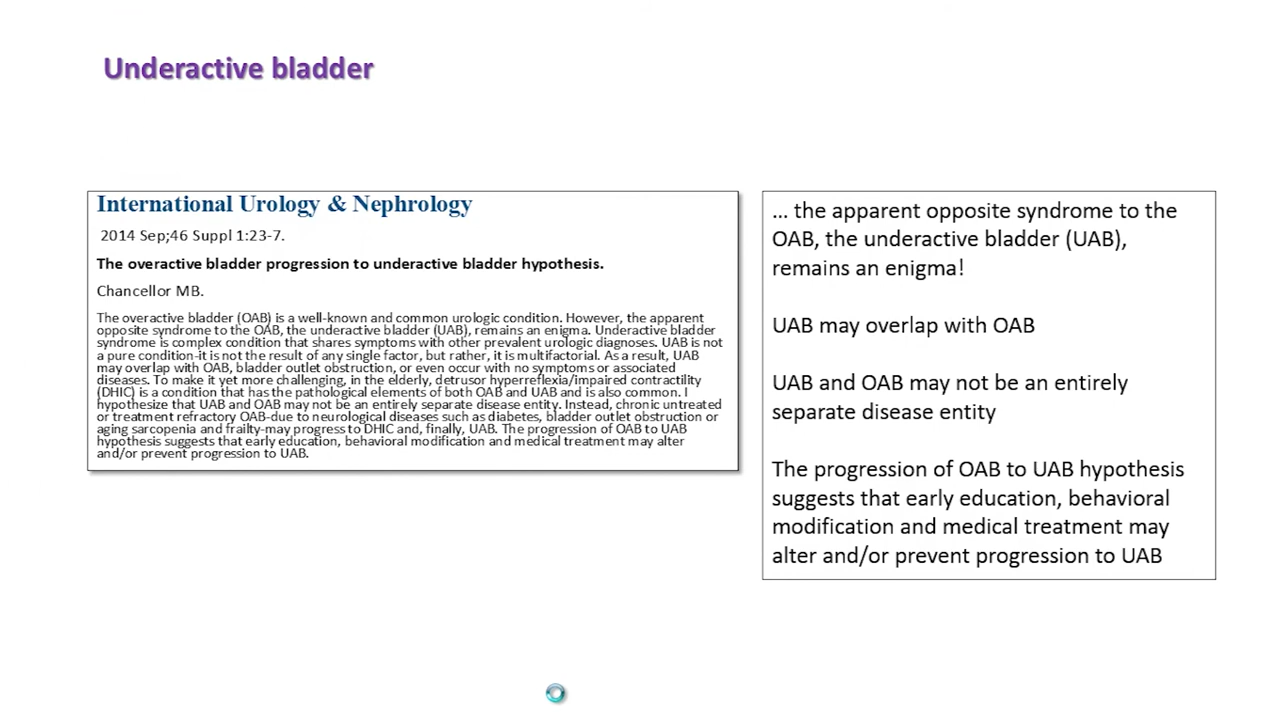 Underactive bladder
International Urology & Nephrology
2014 Sep;46 Suppl 1:23-7.
The overactive bladder progression to underactive bladder hypothesis.
Chancellor MB.
The overactive bladder (OAB) is a well-known and common urologic condition. However, the apparent
opposite syndrome to the OAB, the underactive bladder (UAB), remains an enigma. Underactive bladder
syndrome is complex condition that shares symptoms with other prevalent urologic diagnoses. UAB is not
a pure condition-it is not the result of any single factor, but rather, it is multifactorial. As a result, UAB
may overlap with OAB, bladder outlet obstruction, or even occur with no symptoms or associated
diseases. To make it yet more challenging, in the elderly, detrusor hyperreflexia/impaired contractility
(DHIC) is a condition that has the pathological elements of both OAB and UAB and is also common. I
hypothesize that UAB and OAB may not be an entirely separate disease entity. Instead, chronic untreated
or treatment refractory OAB-due to neurological diseases such as diabetes, bladder outlet obstruction or
aging sarcopenia and frailty-may progress to DHIC and, finally, UAB. The progression of OAB to UAB
hypothesis suggests that early education, behavioral modification and medical treatment may alter
and/or prevent progression to UAB.
... the apparent opposite syndrome to the
OAB, the underactive bladder (UAB),
remains an enigma!
UAB may overlap with OAB
UAB and OAB may not be an entirely
separate disease entity
The progression of OAB to UAB hypothesis
suggests that early education, behavioral
modification and medical treatment may
alter and/or prevent progression to UAB